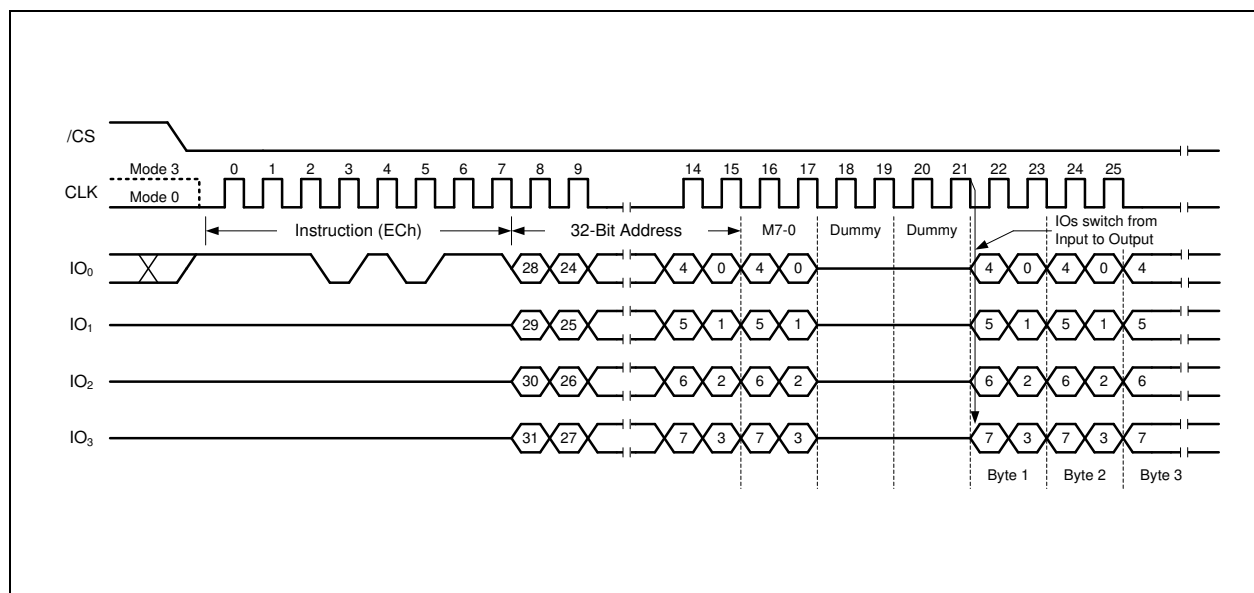 /CS
Mode 3 0 1 2 3 4 5 6 7 8 9 14 15 16 17 18 19 20 21 22 23 24 25
CLK
Mode 0
Instruction (ECh) 32-Bit Address M7-0 Dummy Dummy IOs switch from
Input to Output
IO₀ 28 24 4 0 4 0 4 0 4 0 4
IO₁ 29 25 5 1 5 1 5 1 5 1 5
IO₂ 30 26 6 2 6 2 6 2 6 2 6
IO₃ 31 27 7 3 7 3 7 3 7 3 7
Byte 1 Byte 2 Byte 3